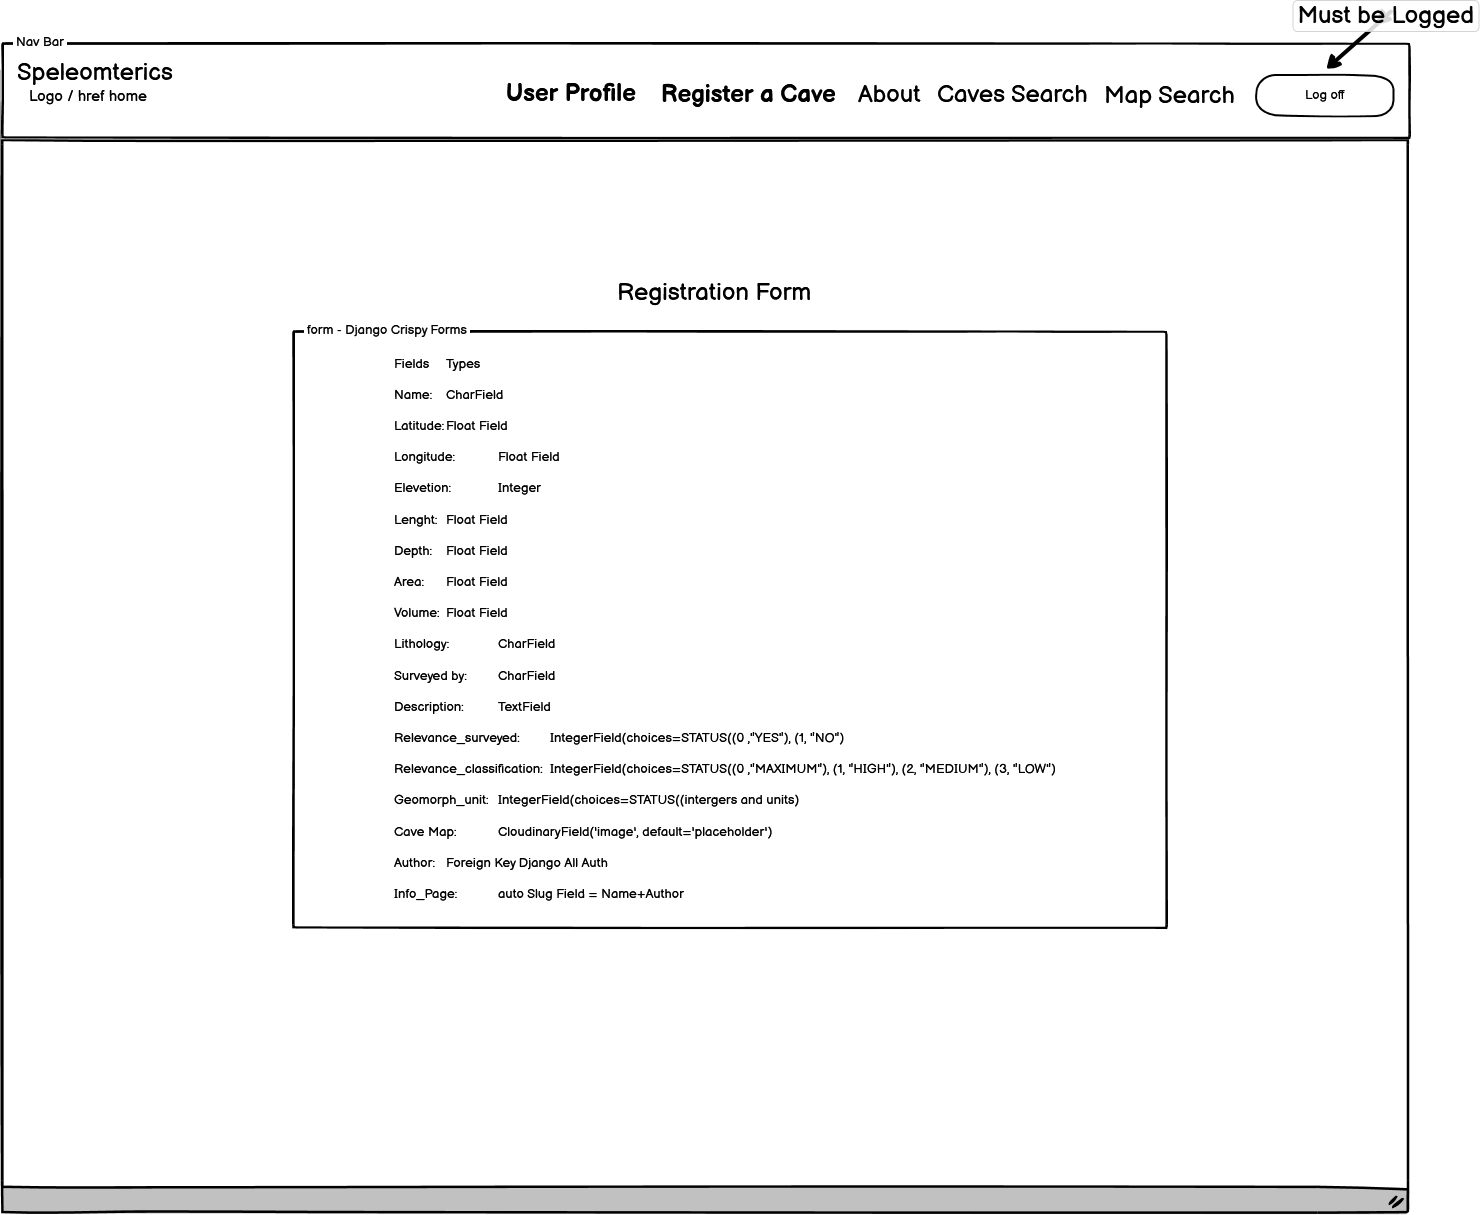 Must be Logged
Nav Bar
Speleomterics
Logo / href home
User Profile Register a Cave About Caves Search Map Search Log off
Registration Form
form - Django Crispy Forms
Fields Types
Name: CharField
Latitude: Float Field
Longitude: Float Field
Elevetion: Integer
Lenght: Float Field
Depth: Float Field
Area: Float Field
Volume: Float Field
Lithology: CharField
Surveyed by: CharField
Description: TextField
Relevance_surveyed: IntegerField(choices=STATUS((0 ,"YES"), (1, "NO")
Relevance_classification: IntegerField(choices=STATUS((0 ,"MAXIMUM"), (1, "HIGH"), (2, "MEDIUM"), (3, "LOW")
Geomorph_unit: IntegerField(choices=STATUS((intergers and units)
Cave Map: CloudinaryField('image', default='placeholder')
Author: Foreign Key Django All Auth
Info_Page: auto Slug Field = Name+Author